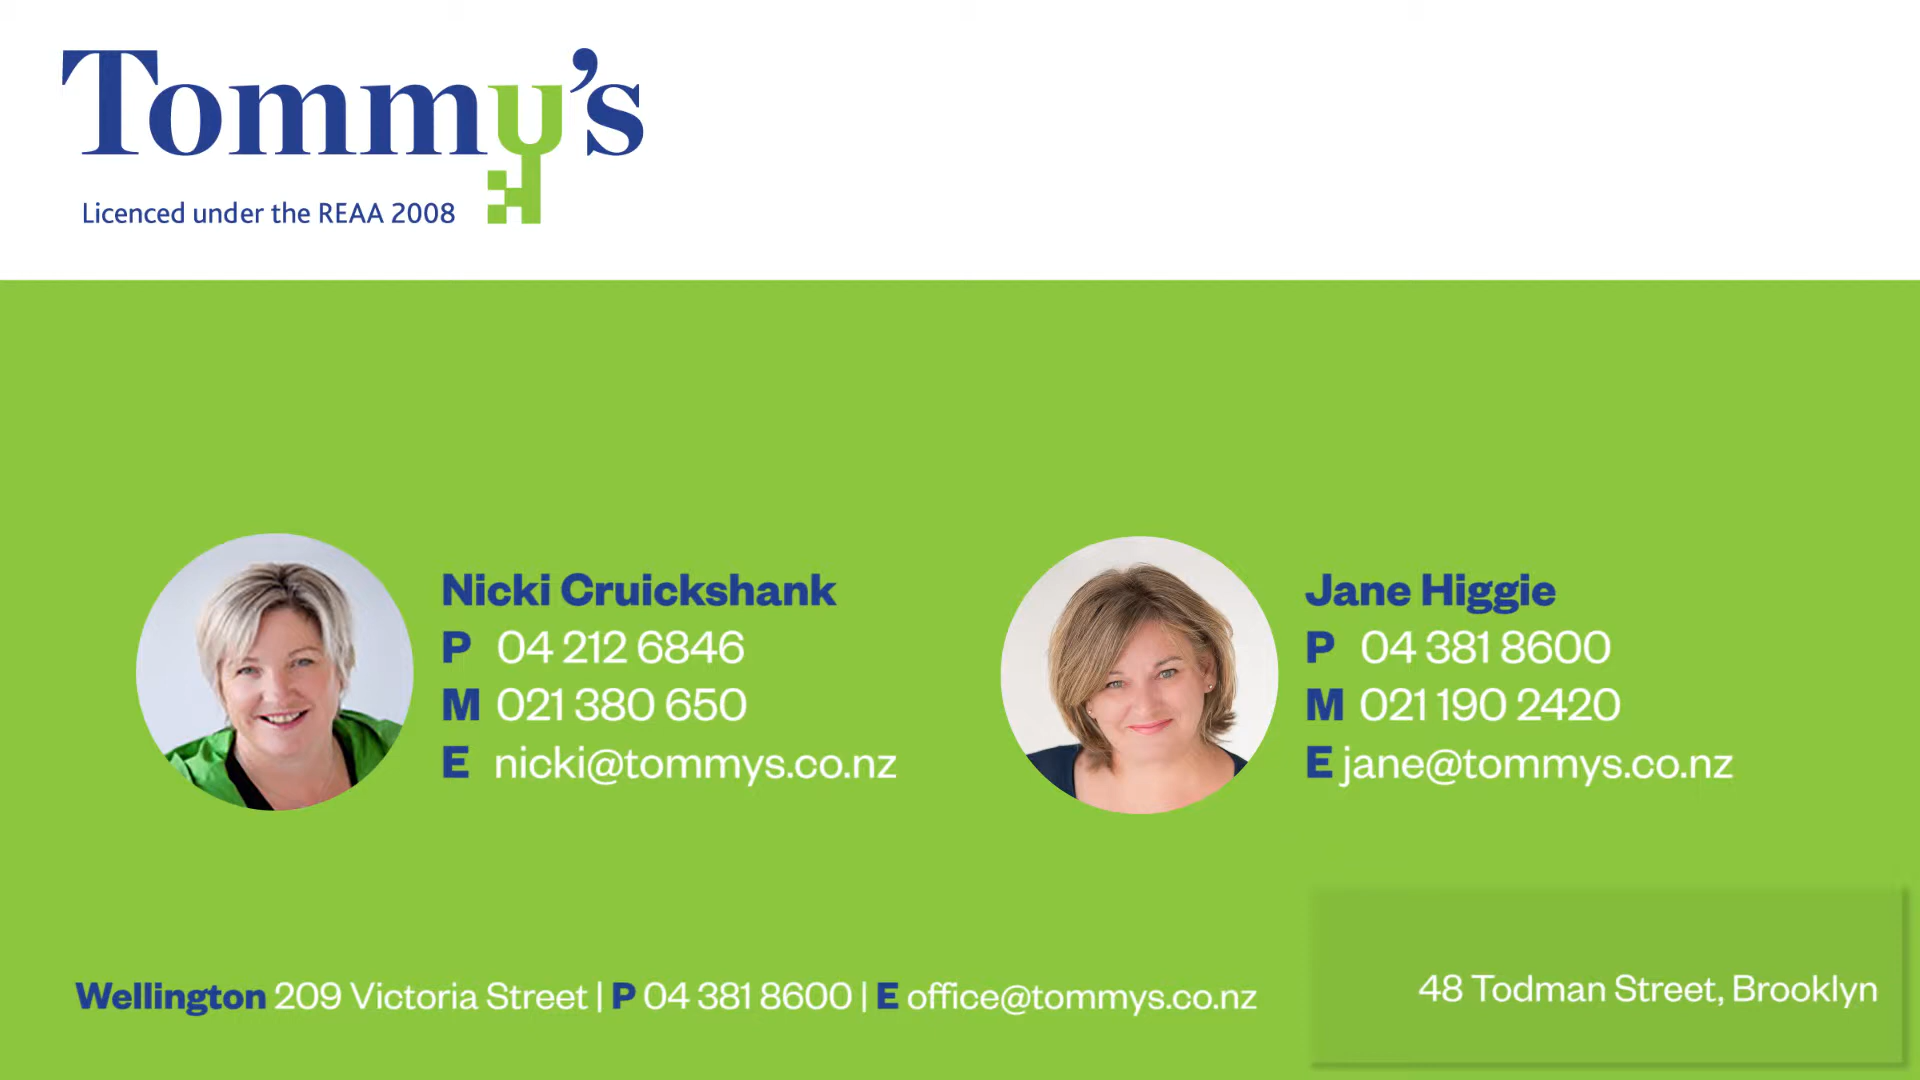 Tommy's
Licenced under the REAA 2008
Nicki Cruickshank
P 04 212 6846
M 021 380 650
E nicki@tommys.co.nz
Jane Higgie
P 04 381 8600
M 021 190 2420
E jane@tommys.co.nz
Wellington 209 Victoria Street | P 04 381 8600 | E office@tommys.co.nz
48 Todman Street, Brooklyn